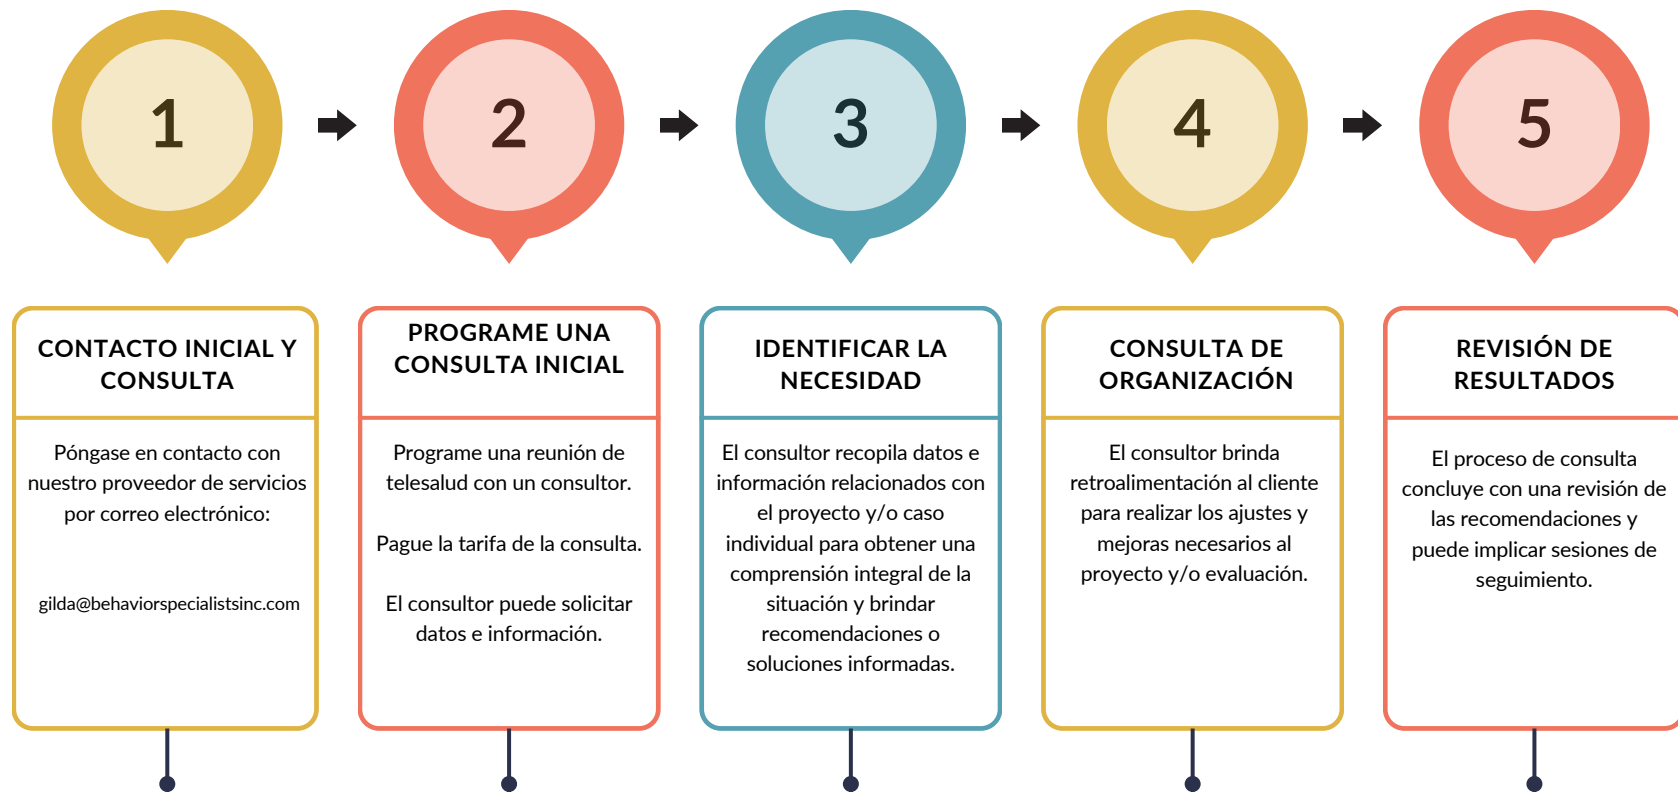 1
2
3
4
5
CONTACTO INICIAL Y
CONSULTA
Póngase en contacto con
nuestro proveedor de servicios
por correo electrónico:
gilda@behaviorspecialistsinc.com
PROGRAME UNA
CONSULTA INICIAL
Programe una reunión de
telesalud con un consultor.
Pague la tarifa de la consulta.
El consultor puede solicitar
datos e información.
IDENTIFICAR LA
NECESIDAD
El consultor recopila datos e
información relacionados con
el proyecto y/o caso
individual para obtener una
comprensión integral de la
situación y brindar
recomendaciones o
soluciones informadas.
CONSULTA DE
ORGANIZACIÓN
El consultor brinda
retroalimentación al cliente
para realizar los ajustes y
mejoras necesarios al
proyecto y/o evaluación.
REVISIÓN DE
RESULTADOS
El proceso de consulta
concluye con una revisión de
las recomendaciones y
puede implicar sesiones de
seguimiento.